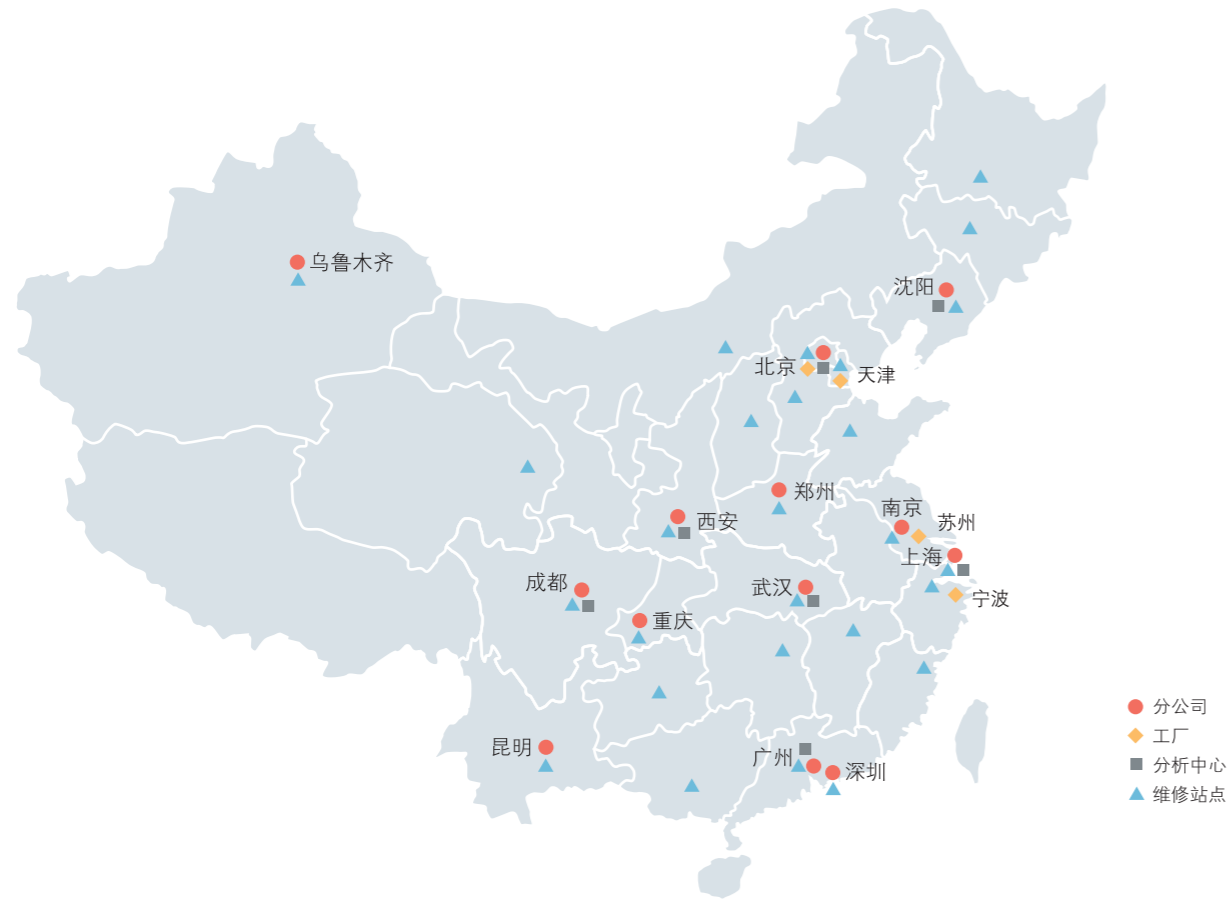 乌鲁木齐
沈阳
北京
天津
郑州
南京
苏州
西安
上海
成都
武汉
宁波
重庆
昆明
广州
深圳
分公司
工厂
分析中心
维修站点